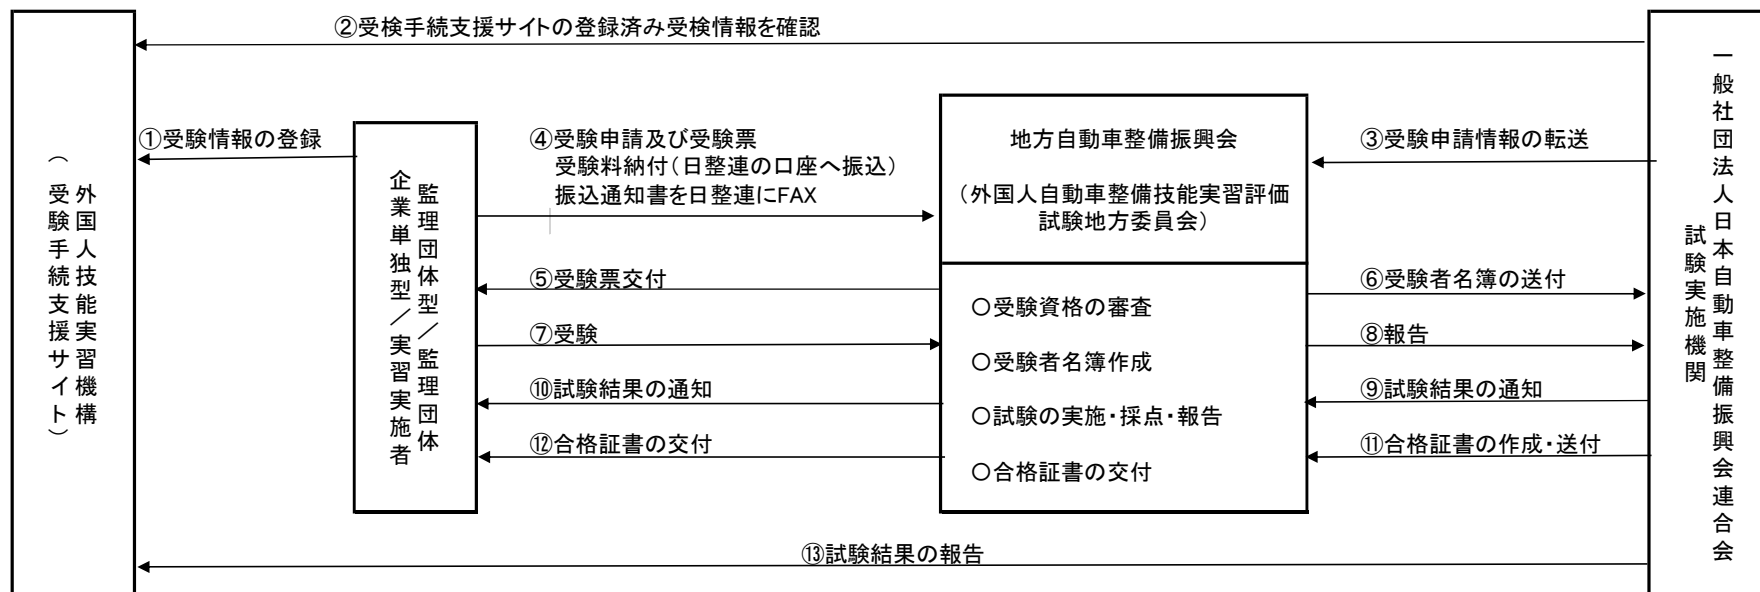 ②受検手続支援サイトの登録済み受検情報を確認
外国人技能実習機構
（受験手続支援サイト）
①受験情報の登録
監理団体型／監理団体
企業単独型／実習実施者
④受験申請及び受験票
受験料納付（日整連の口座へ振込）
振込通知書を日整連にFAX
地方自動車整備振興会
（外国人自動車整備技能実習評価
試験地方委員会）
③受験申請情報の転送
一般社団法人日本自動車整備振興会連合会
試験実施機関
⑤受験票交付
⑦受験
⑩試験結果の通知
⑫合格証書の交付
○受験資格の審査
○受験者名簿作成
○試験の実施・採点・報告
○合格証書の交付
⑥受験者名簿の送付
⑧報告
⑨試験結果の通知
⑪合格証書の作成・送付
⑬試験結果の報告